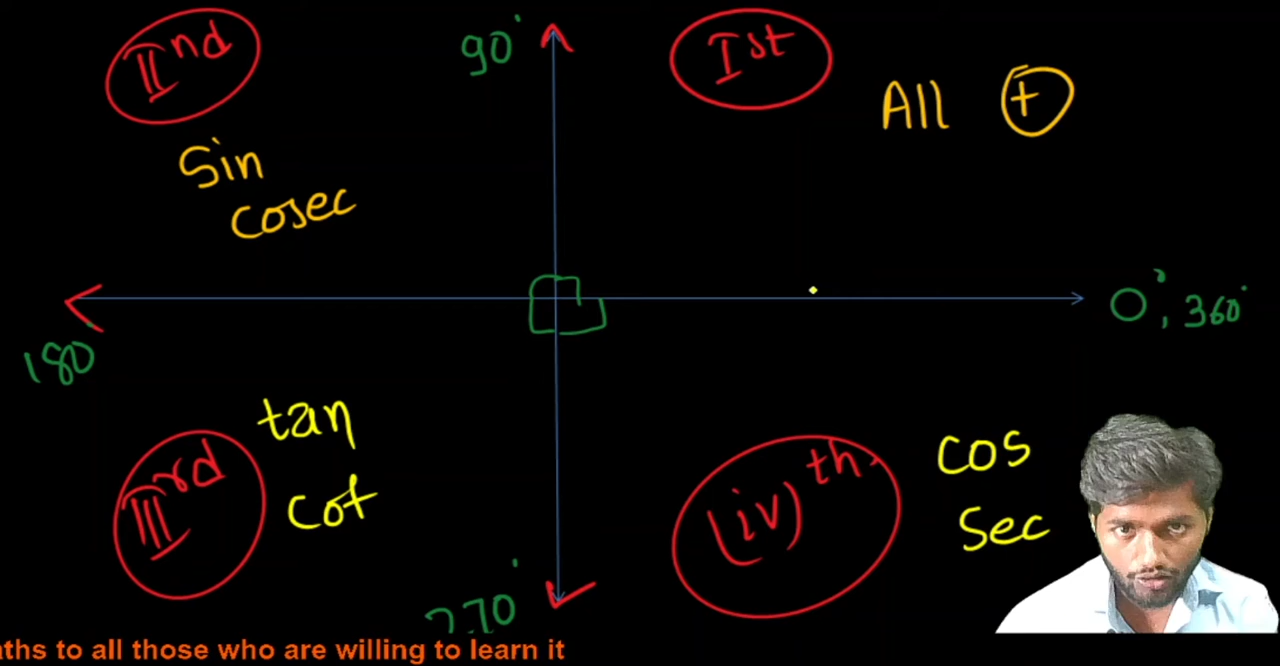 IInd
90°
Ist
All +
Sin
cosec
0°, 360°
180
tan
cot
IIIrd
(iv)th
cos
Sec
270°
to all those who are willing to learn it